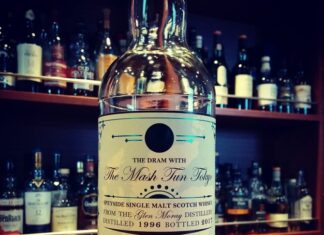 THE DRAM WITH
The Mash Tun Tokyo
SPEYSIDE SINGLE MALT SCOTCH WHISKY
FROM THE Glen Moray DISTILLERY
DISTILLED 1996 BOTTLED 2017